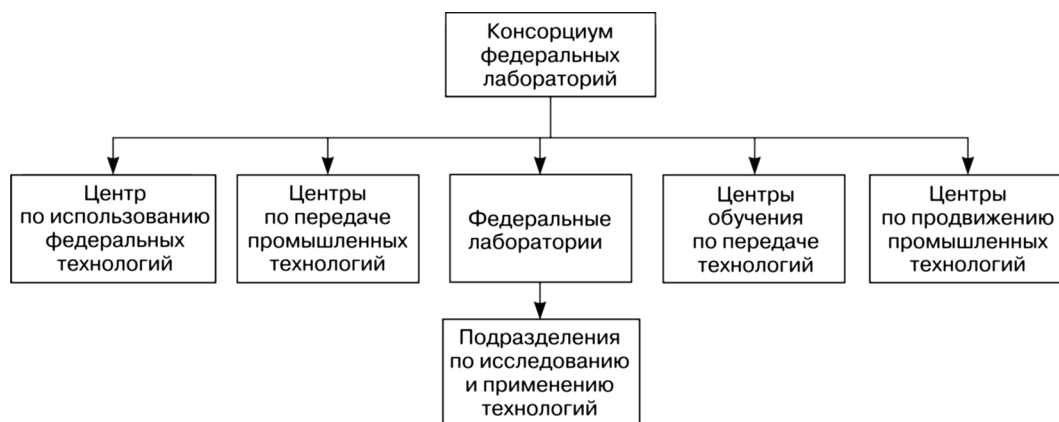 Консорциум
федеральных
лабораторий
Центр
по использованию
федеральных
технологий
Центры
по передаче
промышленных
технологий
Федеральные
лаборатории
Центры
обучения
по передаче
технологий
Центры
по продвижению
промышленных
технологий
Подразделения
по исследованию
и применению
технологий